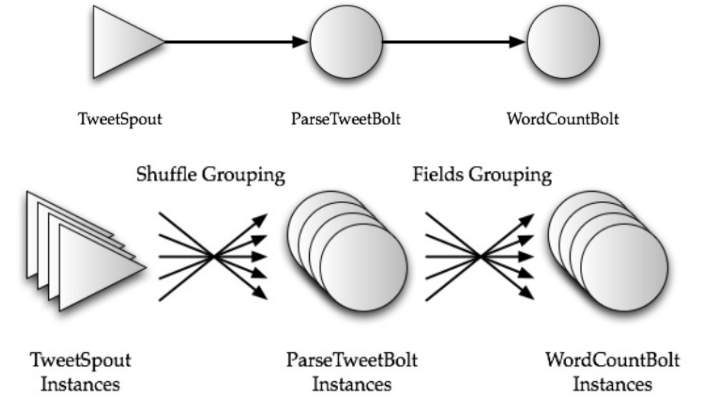 TweetSpout
ParseTweetBolt
WordCountBolt
Shuffle Grouping
Fields Grouping
TweetSpout
Instances
ParseTweetBolt
Instances
WordCountBolt
Instances